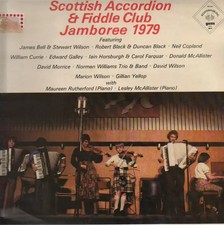 Scottish Accordion
& Fiddle Club
Jamboree 1979
Featuring
James Bell & Stewart Wilson · Robert Black & Duncan Black · Neil Copland
William Currie · Edward Galley · Iain Horsburgh & Carol Farquar · Donald McAllister
David Morrice · Norman Williams Trio & Band · David Wilson
Marion Wilson · Gillian Yellop
with
Maureen Rutherford (Piano) · Lesley McAllister (Piano)